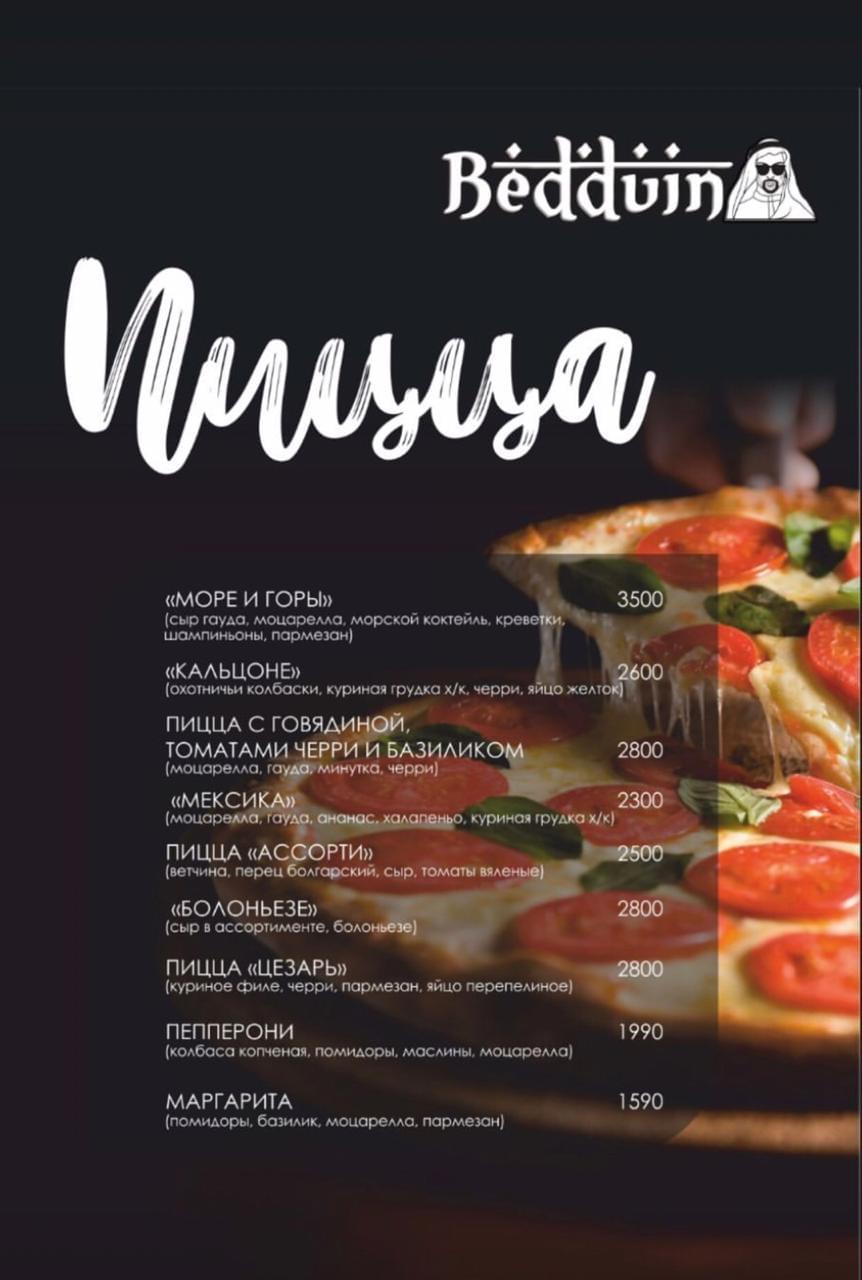 Bedduin
Пицца
«МОРЕ И ГОРЫ» 3500
(сыр гауда, моцарелла, морской коктейль, креветки,
шампиньоны, пармезан)
«КАЛЬЦОНЕ» 2600
(охотничьи колбаски, куриная грудка х/к, черри, яйцо желток)
ПИЦЦА С ГОВЯДИНОЙ,
ТОМАТАМИ ЧЕРРИ И БАЗИЛИКОМ 2800
(моцарелла, гауда, минутка, черри)
«МЕКСИКА» 2300
(моцарелла, гауда, ананас, халапеньо, куриная грудка х/к)
ПИЦЦА «АССОРТИ» 2500
(ветчина, перец болгарский, сыр, томаты вяленые)
«БОЛОНЬЕЗЕ» 2800
(сыр в ассортименте, болоньезе)
ПИЦЦА «ЦЕЗАРЬ» 2800
(куриное филе, черри, пармезан, яйцо перепелиное)
ПЕППЕРОНИ 1990
(колбаса копченая, помидоры, маслины, моцарелла)
МАРГАРИТА 1590
(помидоры, базилик, моцарелла, пармезан)